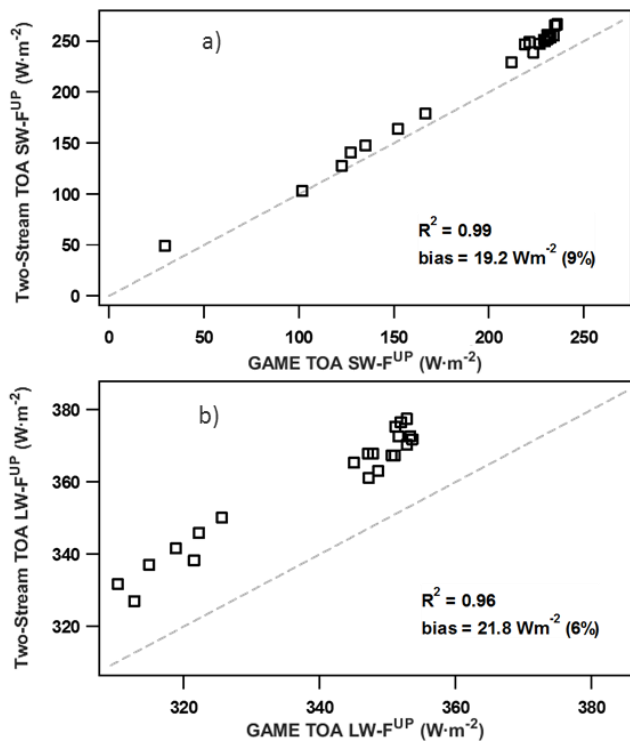 a)
Two-Stream TOA SW-F^UP (W·m⁻²)
250
200
150
100
50
0
R² = 0.99
bias = 19.2 Wm⁻² (9%)
0 50 100 150 200 250
GAME TOA SW-F^UP (W·m⁻²)
b)
Two-Stream TOA LW-F^UP (W·m⁻²)
380
360
340
320
R² = 0.96
bias = 21.8 Wm⁻² (6%)
320 340 360 380
GAME TOA LW-F^UP (W·m⁻²)